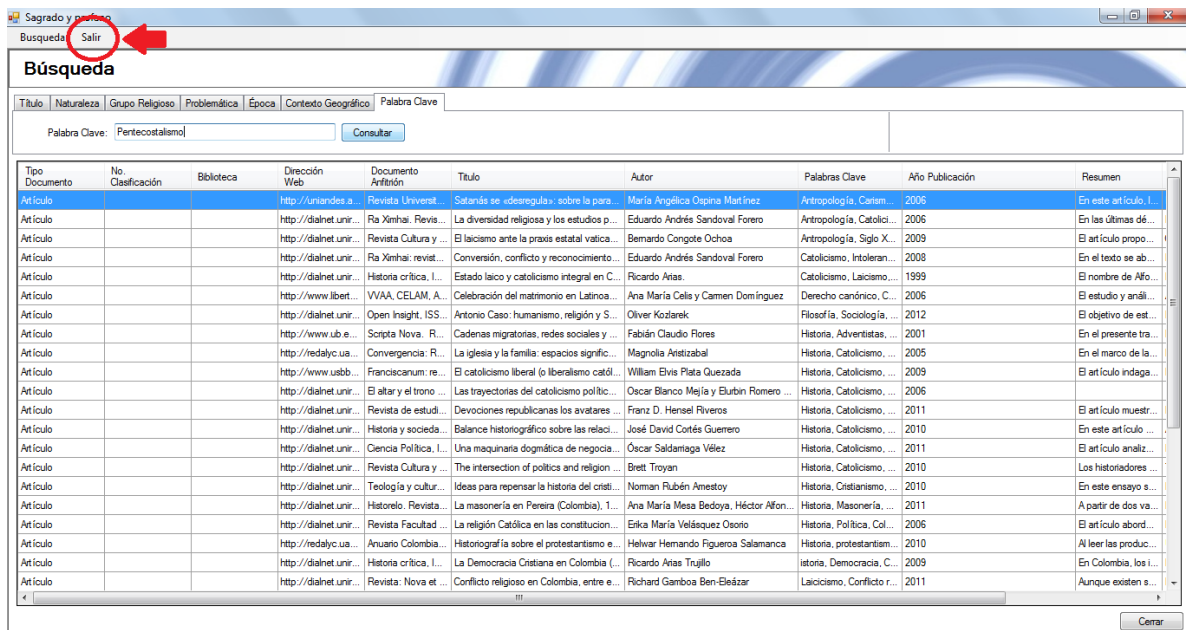 Sagrado y profano
Busqueda Salir
Búsqueda
Título Naturaleza Grupo Religioso Problemática Época Contexto Geográfico Palabra Clave
Palabra Clave: Pentecostalismo Consultar
Tipo Documento No. Clasificación Biblioteca Dirección Web Documento Anfitrión Titulo Autor Palabras Clave Año Publicación Resumen
Artículo http://uniandes.a... Revista Universit... Satanás se «desregula»: sobre la para... María Angélica Ospina Martínez Antropología, Carism... 2006 En este artículo, l...
Artículo http://dialnet.unir... Ra Ximhai. Revis... La diversidad religiosa y los estudios p... Eduardo Andrés Sandoval Forero Antropología, Catolici... 2006 En las últimas dé...
Artículo http://dialnet.unir... Revista Cultura y ... El laicismo ante la praxis estatal vatica... Bernardo Congote Ochoa Antropología, Siglo X... 2009 El artículo propo...
Artículo http://dialnet.unir... Ra Ximhai: revist... Conversión, conflicto y reconocimiento... Eduardo Andrés Sandoval Forero Catolicismo, Intoleran... 2008 En el texto se ab...
Artículo http://dialnet.unir... Historia crítica, I... Estado laico y catolicismo integral en C... Ricardo Arias. Catolicismo, Laicismo,... 1999 El nombre de Alfo...
Artículo http://www.libert... VVAA, CELAM, A... Celebración del matrimonio en Latinoa... Ana María Celis y Carmen Domínguez Derecho canónico, C... 2006 El estudio y análi...
Artículo http://dialnet.unir... Open Insight, ISS... Antonio Caso: humanismo, religión y S... Oliver Kozlarek Filosofía, Sociología, ... 2012 El objetivo de est...
Artículo http://www.ub.e... Scripta Nova. R... Cadenas migratorias, redes sociales y ... Fabián Claudio Flores Historia, Adventistas, ... 2001 En el presente tra...
Artículo http://redalyc.ua... Convergencia: R... La iglesia y la familia: espacios signific... Magnolia Aristizabal Historia, Catolicismo, ... 2005 En el marco de la...
Artículo http://www.usbb... Franciscanum: re... El catolicismo liberal (o liberalismo catól... William Elvis Plata Quezada Historia, Catolicismo, ... 2009 El artículo indaga...
Artículo http://dialnet.unir... El altar y el trono ... Las trayectorias del catolicismo polític... Oscar Blanco Mejía y Elurbin Romero ... Historia, Catolicismo, ... 2006
Artículo http://dialnet.unir... Revista de estudi... Devociones republicanas los avatares ... Franz D. Hensel Riveros Historia, Catolicismo, ... 2011 El artículo muestr...
Artículo http://dialnet.unir... Historia y socieda... Balance historiográfico sobre las relaci... José David Cortés Guerrero Historia, Catolicismo, ... 2010 En este artículo ...
Artículo http://dialnet.unir... Ciencia Política, I... Una maquinaria dogmática de negocia... Óscar Saldarriaga Vélez Historia, Catolicismo, ... 2011 El artículo analiz...
Artículo http://dialnet.unir... Revista Cultura y ... The intersection of politics and religion ... Brett Troyan Historia, Catolicismo, ... 2010 Los historiadores ...
Artículo http://dialnet.unir... Teología y cultur... Ideas para repensar la historia del cristi... Norman Rubén Amestoy Historia, Cristianismo, ... 2010 En este ensayo s...
Artículo http://dialnet.unir... Historelo. Revista... La masonería en Pereira (Colombia), 1... Ana María Mesa Bedoya, Héctor Alfon... Historia, Masonería, ... 2011 A partir de dos va...
Artículo http://dialnet.unir... Revista Facultad ... La religión Católica en las constitucion... Erika María Velásquez Osorio Historia, Política, Col... 2006 El artículo abord...
Artículo http://redalyc.ua... Anuario Colombia... Historiografía sobre el protestantismo e... Helwar Hernando Figueroa Salamanca Historia, protestantism... 2010 Al leer las produc...
Artículo http://dialnet.unir... Historia crítica, I... La Democracia Cristiana en Colombia (... Ricardo Arias Trujillo istoria, Democracia, C... 2009 En Colombia, los i...
Artículo http://dialnet.unir... Revista: Nova et ... Conflicto religioso en Colombia, entre e... Richard Gamboa Ben-Eleázar Laicicismo, Conflicto r... 2011 Aunque existen s...
Cerrar